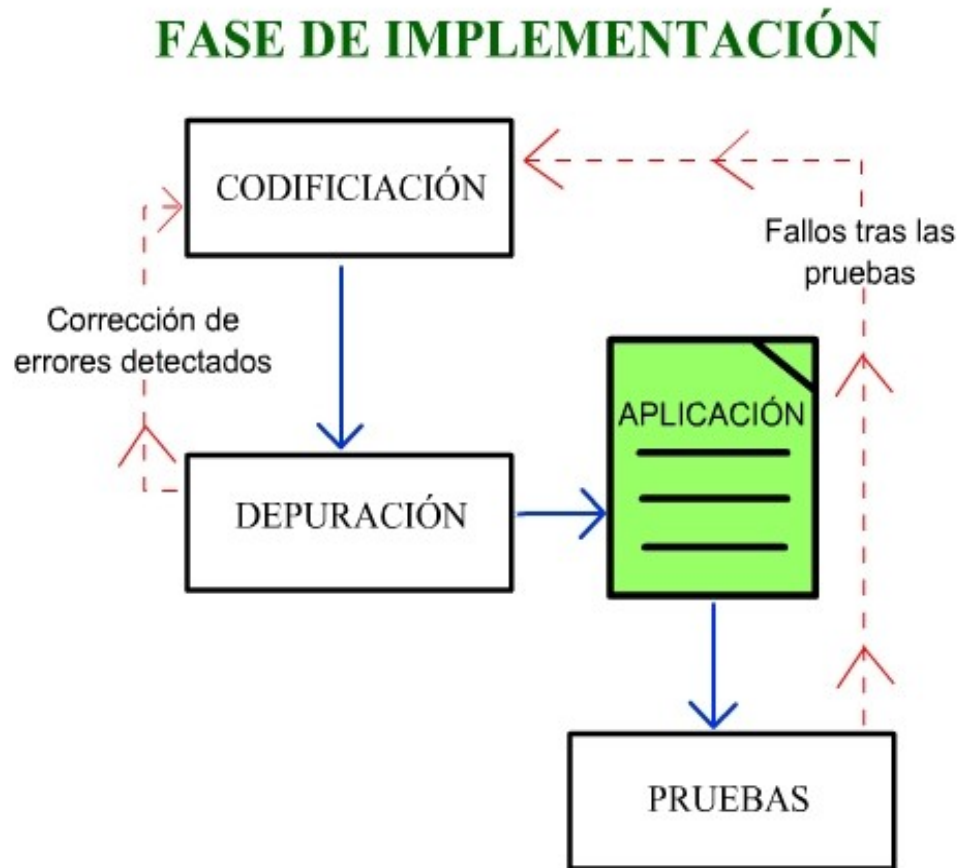 FASE DE IMPLEMENTACIÓN
CODIFICIACIÓN
Fallos tras las
pruebas
Corrección de
errores detectados
APLICACIÓN
DEPURACIÓN
PRUEBAS